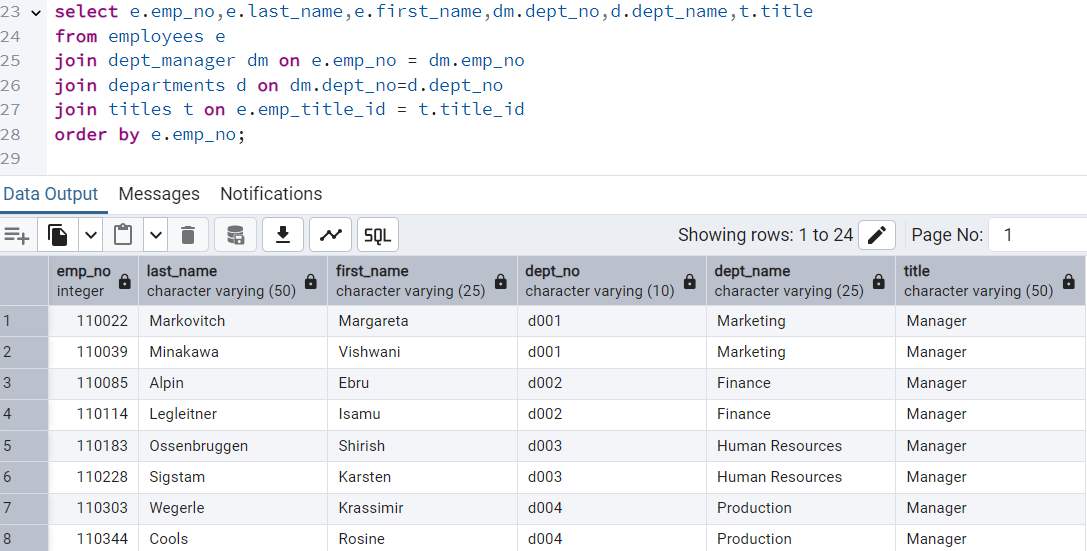 23 select e.emp_no,e.last_name,e.first_name,dm.dept_no,d.dept_name,t.title
24 from employees e
25 join dept_manager dm on e.emp_no = dm.emp_no
26 join departments d on dm.dept_no=d.dept_no
27 join titles t on e.emp_title_id = t.title_id
28 order by e.emp_no;
29
Data Output Messages Notifications
SQL Showing rows: 1 to 24 Page No: 1
emp_no last_name first_name dept_no dept_name title
integer character varying (50) character varying (25) character varying (10) character varying (25) character varying (50)
1 110022 Markovitch Margareta d001 Marketing Manager
2 110039 Minakawa Vishwani d001 Marketing Manager
3 110085 Alpin Ebru d002 Finance Manager
4 110114 Legleitner Isamu d002 Finance Manager
5 110183 Ossenbruggen Shirish d003 Human Resources Manager
6 110228 Sigstam Karsten d003 Human Resources Manager
7 110303 Wegerle Krassimir d004 Production Manager
8 110344 Cools Rosine d004 Production Manager